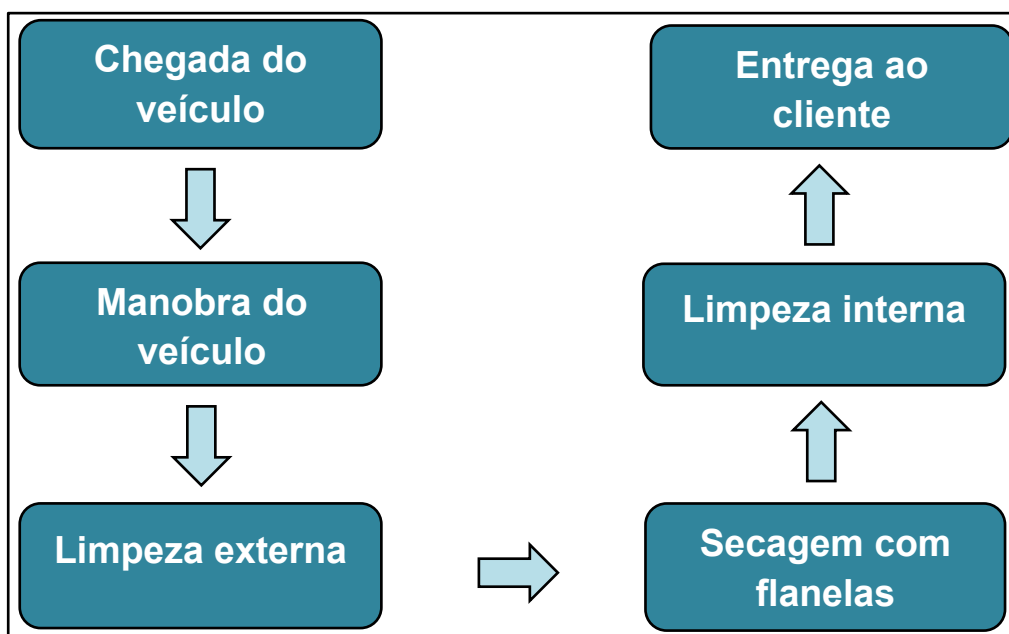 Chegada do
veículo
Manobra do
veículo
Limpeza externa
Secagem com
flanelas
Limpeza interna
Entrega ao
cliente